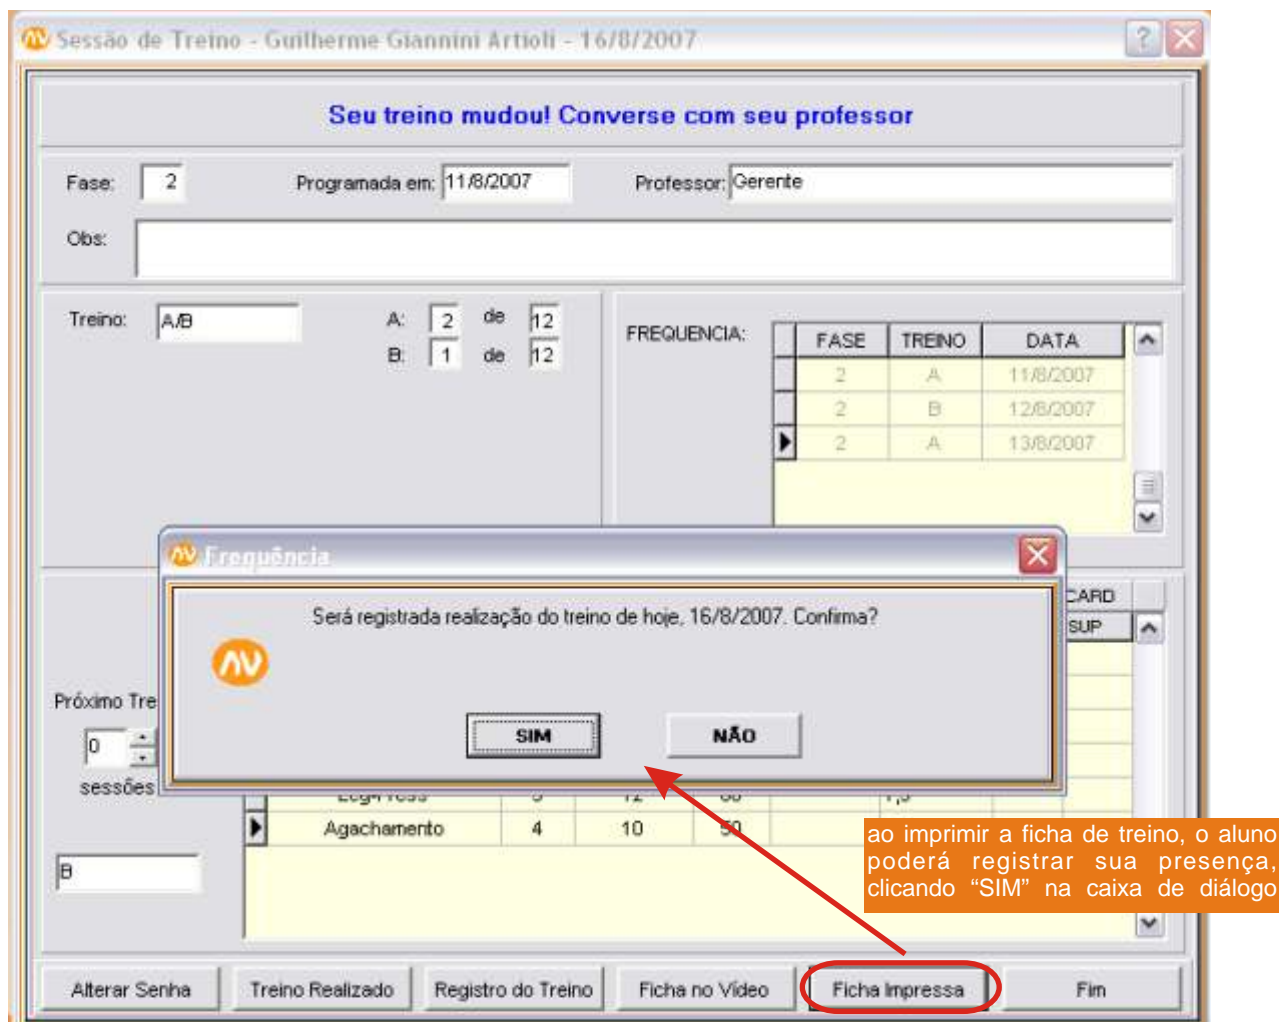 Sessão de Treino - Guilherme Giannini Artioli - 16/8/2007
Seu treino mudou! Converse com seu professor
Fase: 2 Programada em: 11/8/2007 Professor: Gerente
Obs:
Treino: A/B A: 2 de 12
B: 1 de 12
FREQUENCIA:
FASE TREINO DATA
2 A 11/8/2007
2 B 12/8/2007
2 A 13/8/2007
Frequência
Será registrada realização do treino de hoje, 16/8/2007. Confirma?
SIM NÃO
CARD
SUP
Próximo Tre
0
sessões
B
Agachamento 4 10 50
ao imprimir a ficha de treino, o aluno
poderá registrar sua presença,
clicando “SIM” na caixa de diálogo
Alterar Senha Treino Realizado Registro do Treino Ficha no Vídeo Ficha Impressa Fim